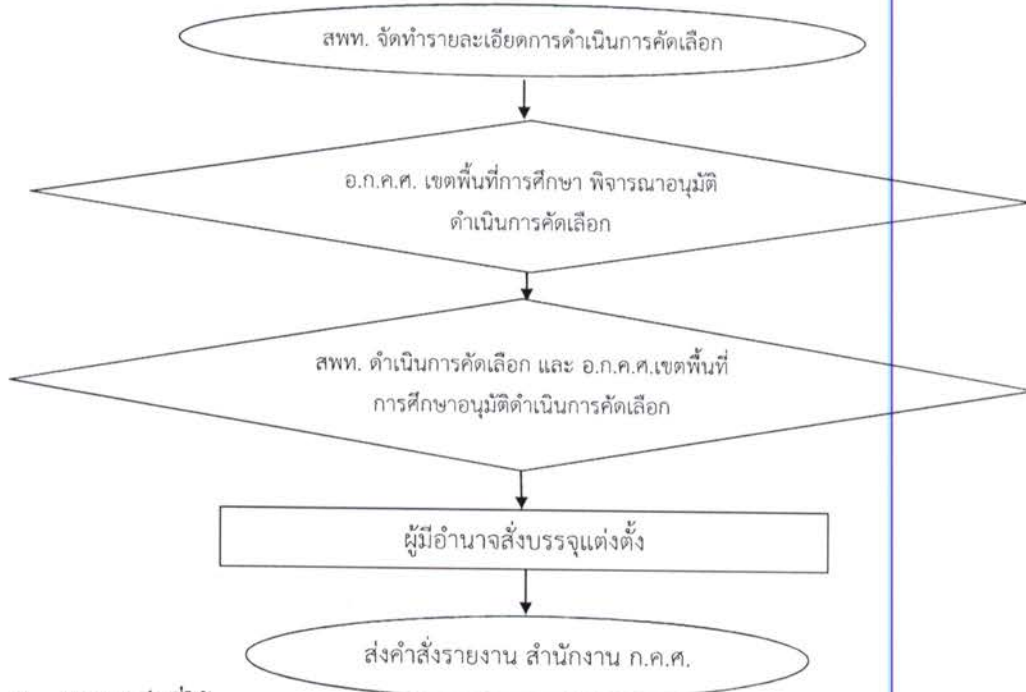 สพท. จัดทำรายละเอียดการดำเนินการคัดเลือก
อ.ก.ค.ศ. เขตพื้นที่การศึกษา พิจารณาอนุมัติ
ดำเนินการคัดเลือก
สพท. ดำเนินการคัดเลือก และ อ.ก.ค.ศ.เขตพื้นที่
การศึกษาอนุมัติดำเนินการคัดเลือก
ผู้มีอำนาจสั่งบรรจุแต่งตั้ง
ส่งคำสั่งรายงาน สำนักงาน ก.ค.ศ.